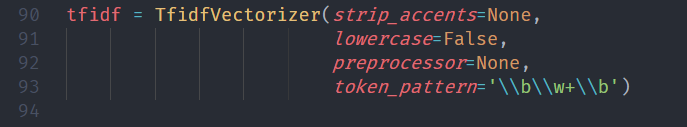 90 tfidf = TfidfVectorizer(strip_accents=None,
91 lowercase=False,
92 preprocessor=None,
93 token_pattern='\\b\\w+\\b')
94